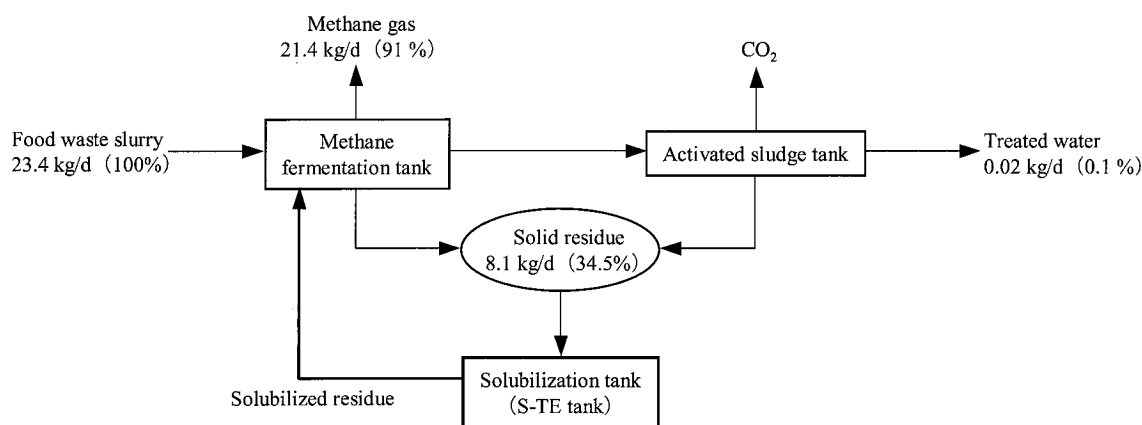 Methane gas
21.4 kg/d (91 %)
CO₂
Food waste slurry
23.4 kg/d (100%)
Methane
fermentation tank
Activated sludge tank
Treated water
0.02 kg/d (0.1 %)
Solid residue
8.1 kg/d (34.5%)
Solubilization tank
(S-TE tank)
Solubilized residue